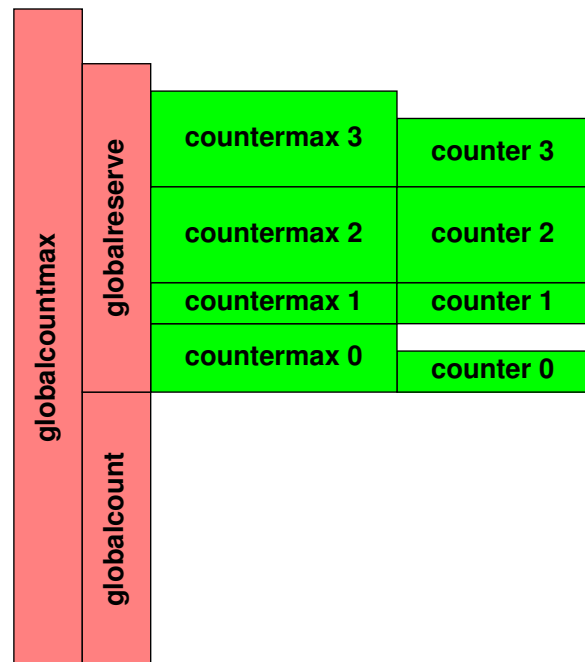 globalcountmax
globalreserve
globalcount
countermax 3
counter 3
countermax 2
counter 2
countermax 1
counter 1
countermax 0
counter 0